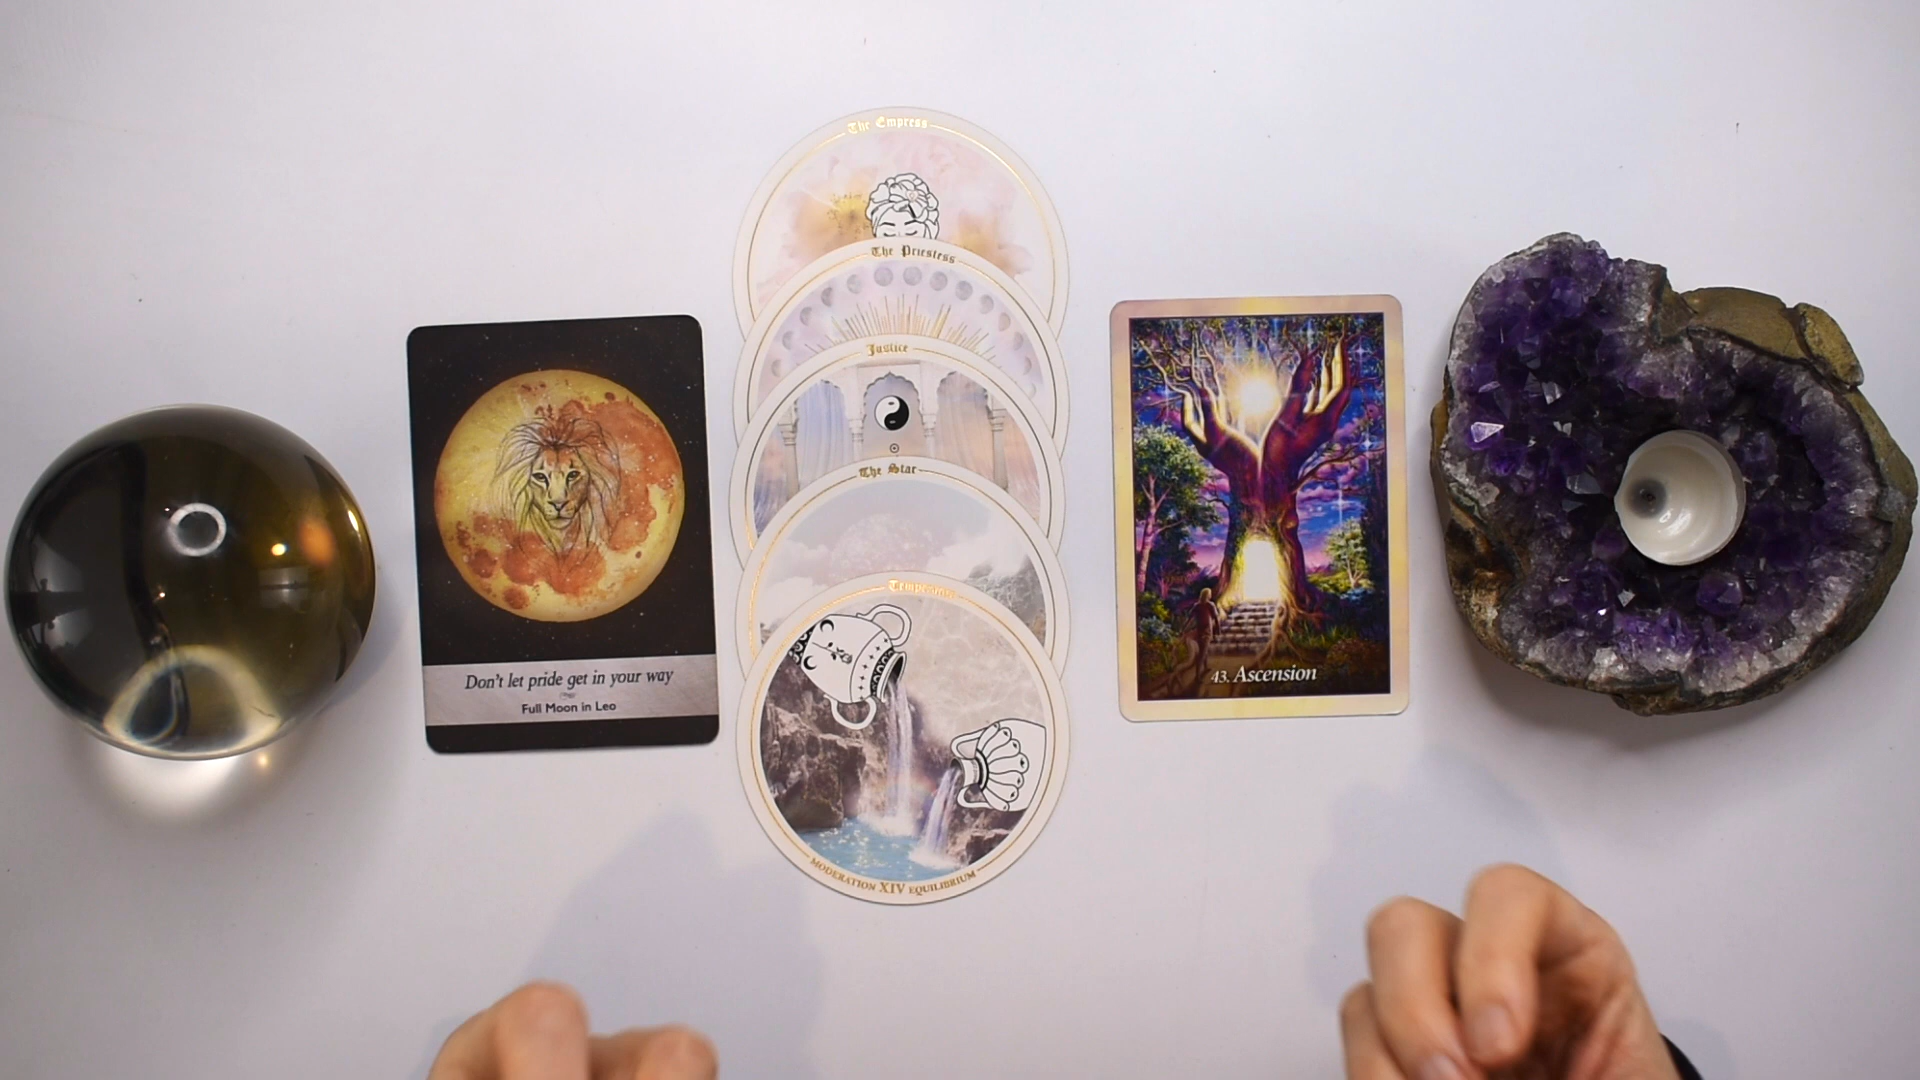 The Empress
The Priestess
Justice
The Star
Temperance
MODERATION XIV EQUILIBRIUM
Don't let pride get in your way
Full Moon in Leo
43. Ascension